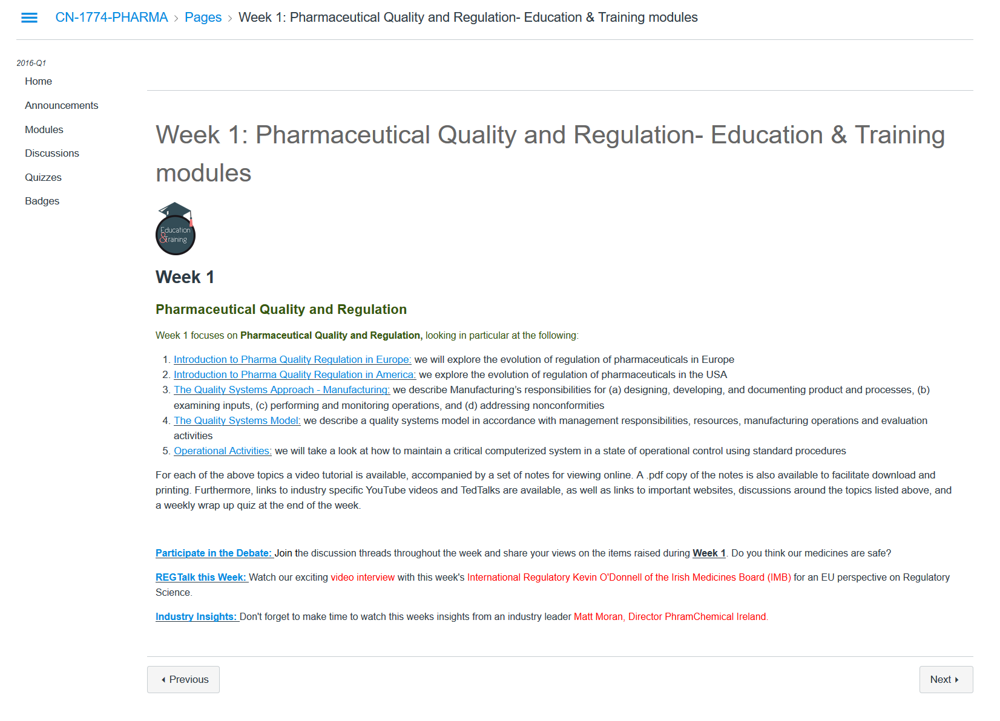 CN-1774-PHARMA > Pages > Week 1: Pharmaceutical Quality and Regulation- Education & Training modules
2016-Q1
Home
Announcements
Modules
Discussions
Quizzes
Badges
Week 1: Pharmaceutical Quality and Regulation- Education & Training
modules
Education
&Training
Week 1
Pharmaceutical Quality and Regulation
Week 1 focuses on Pharmaceutical Quality and Regulation, looking in particular at the following:
1. Introduction to Pharma Quality Regulation in Europe: we will explore the evolution of regulation of pharmaceuticals in Europe
2. Introduction to Pharma Quality Regulation in America: we explore the evolution of regulation of pharmaceuticals in the USA
3. The Quality Systems Approach - Manufacturing: we describe Manufacturing’s responsibilities for (a) designing, developing, and documenting product and processes, (b)
examining inputs, (c) performing and monitoring operations, and (d) addressing nonconformities
4. The Quality Systems Model: we describe a quality systems model in accordance with management responsibilities, resources, manufacturing operations and evaluation
activities
5. Operational Activities: we will take a look at how to maintain a critical computerized system in a state of operational control using standard procedures
For each of the above topics a video tutorial is available, accompanied by a set of notes for viewing online. A .pdf copy of the notes is also available to facilitate download and
printing. Furthermore, links to industry specific YouTube videos and TedTalks are available, as well as links to important websites, discussions around the topics listed above, and
a weekly wrap up quiz at the end of the week.
Participate in the Debate: Join the discussion threads throughout the week and share your views on the items raised during Week 1. Do you think our medicines are safe?
REGTalk this Week: Watch our exciting video interview with this week's International Regulatory Kevin O'Donnell of the Irish Medicines Board (IMB) for an EU perspective on Regulatory
Science.
Industry Insights: Don't forget to make time to watch this weeks insights from an industry leader Matt Moran, Director PhramChemical Ireland.
Previous
Next